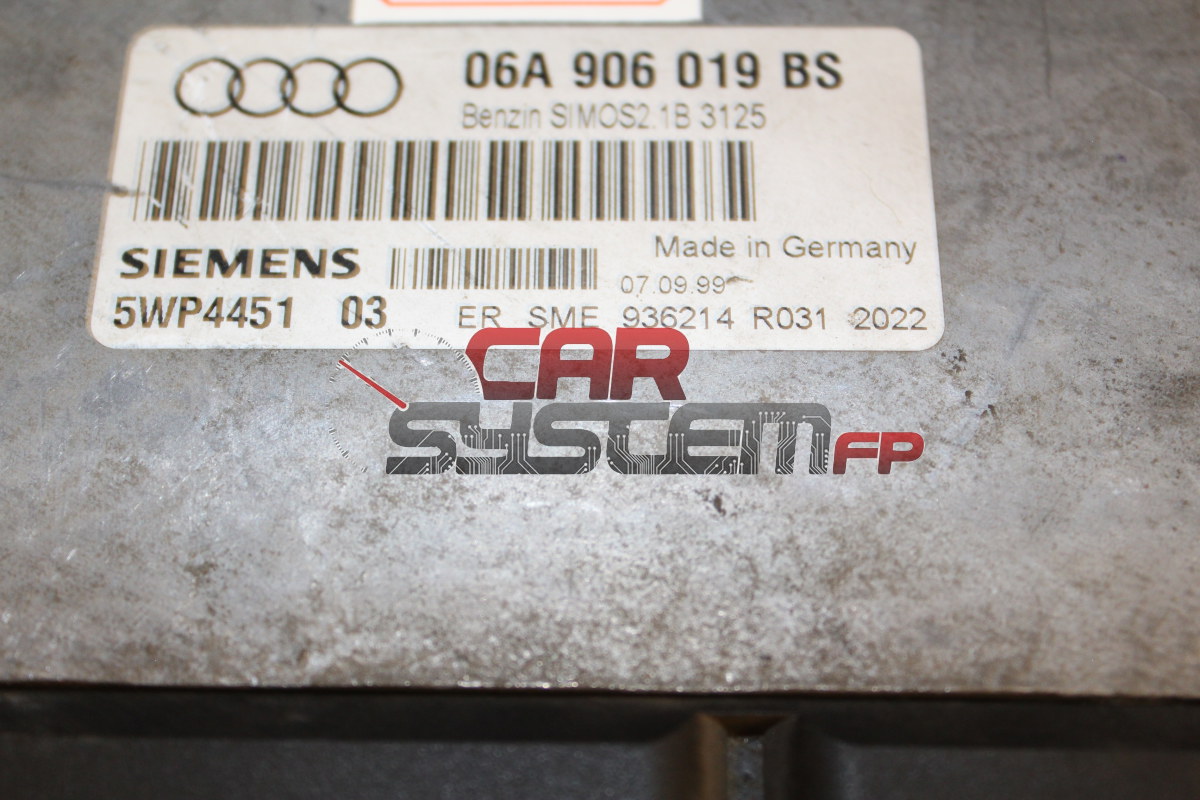 06A 906 019 BS
Benzin SIMOS2.1B 3125
SIEMENS
Made in Germany
07.09.99
5WP4451 03
ER SME 936214 R031 2022
CAR
SYSTEM FP